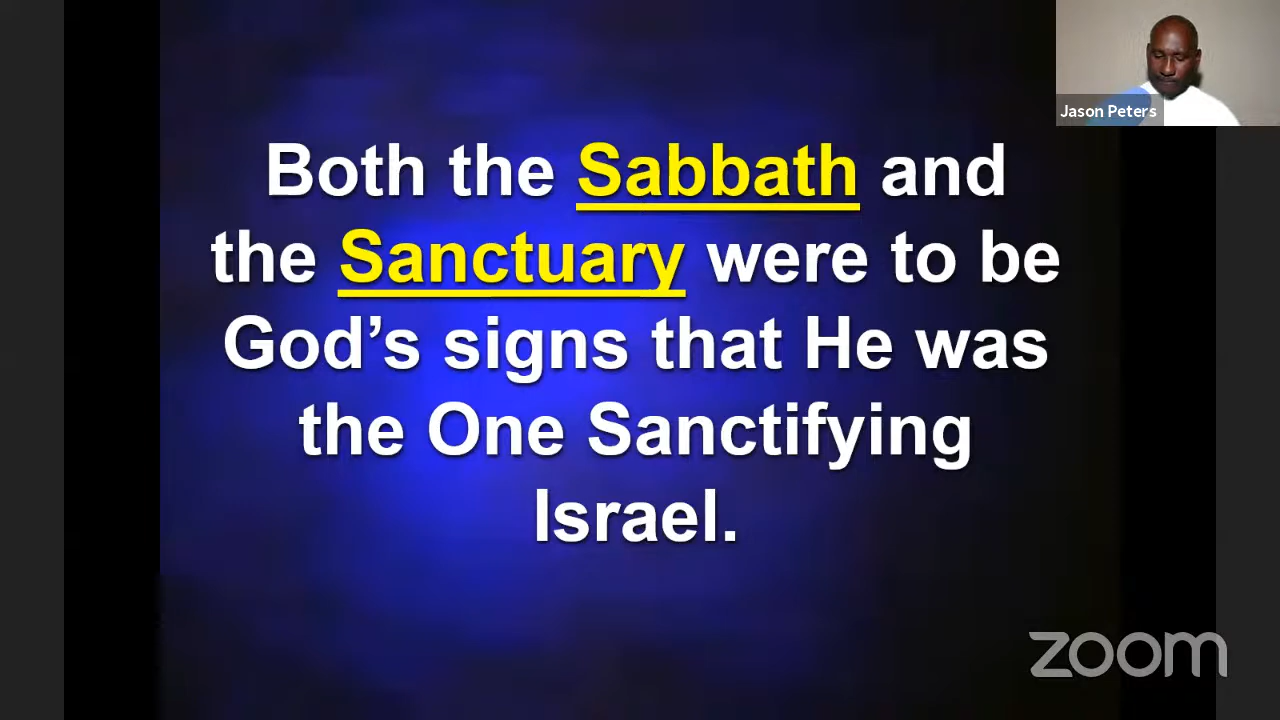 Jason Peters
Both the Sabbath and
the Sanctuary were to be
God’s signs that He was
the One Sanctifying
Israel.
zoom